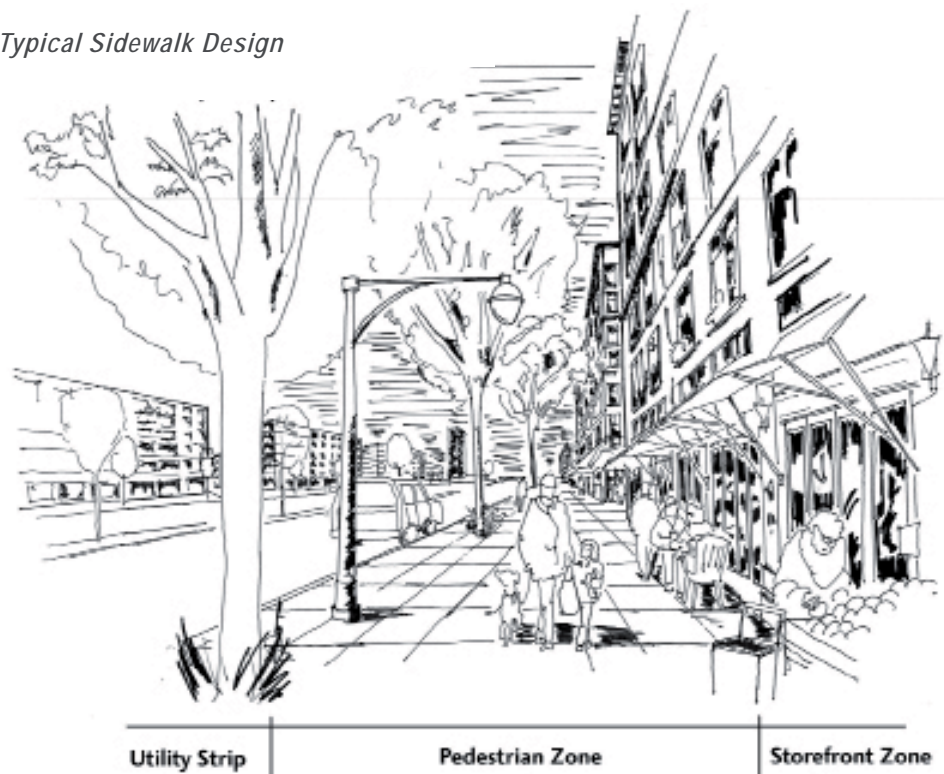 Typical Sidewalk Design
Utility Strip
Pedestrian Zone
Storefront Zone